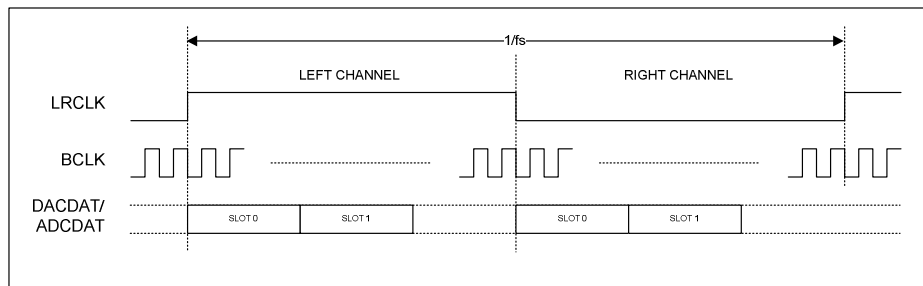 1/fs
LEFT CHANNEL
RIGHT CHANNEL
LRCLK
BCLK
DACDAT/
ADCDAT
SLOT 0
SLOT 1
SLOT 0
SLOT 1